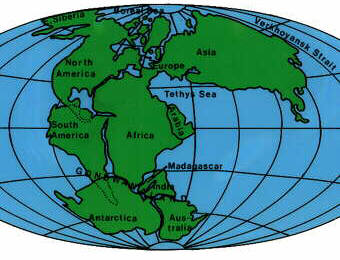 Siberia
Boreal Sea
Verkhoyansk Strait
North
America
Europe
Asia
Tethys Sea
Arabia
South
America
Africa
Madagascar
India
Antarctica
Aus-
tralia